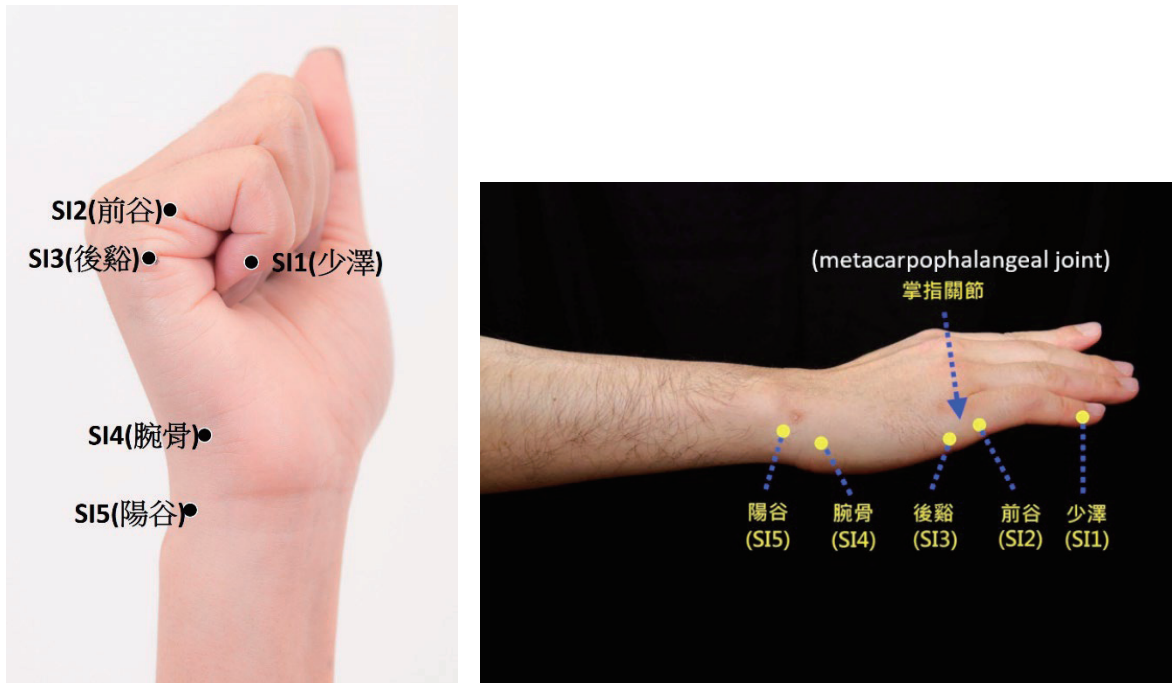 SI2(前谷)
SI3(後谿)
SI1(少澤)
SI4(腕骨)
SI5(陽谷)
(metacarpophalangeal joint)
掌指關節
陽谷
(SI5)
腕骨
(SI4)
後谿
(SI3)
前谷
(SI2)
少澤
(SI1)